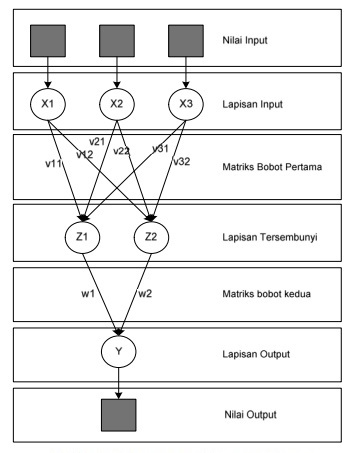 Nilai Input
X1 X2 X3 Lapisan Input
v21 v31
v11 v12 v22 v32
Matriks Bobot Pertama
Z1 Z2 Lapisan Tersembunyi
w1 w2 Matriks bobot kedua
Y Lapisan Output
Nilai Output